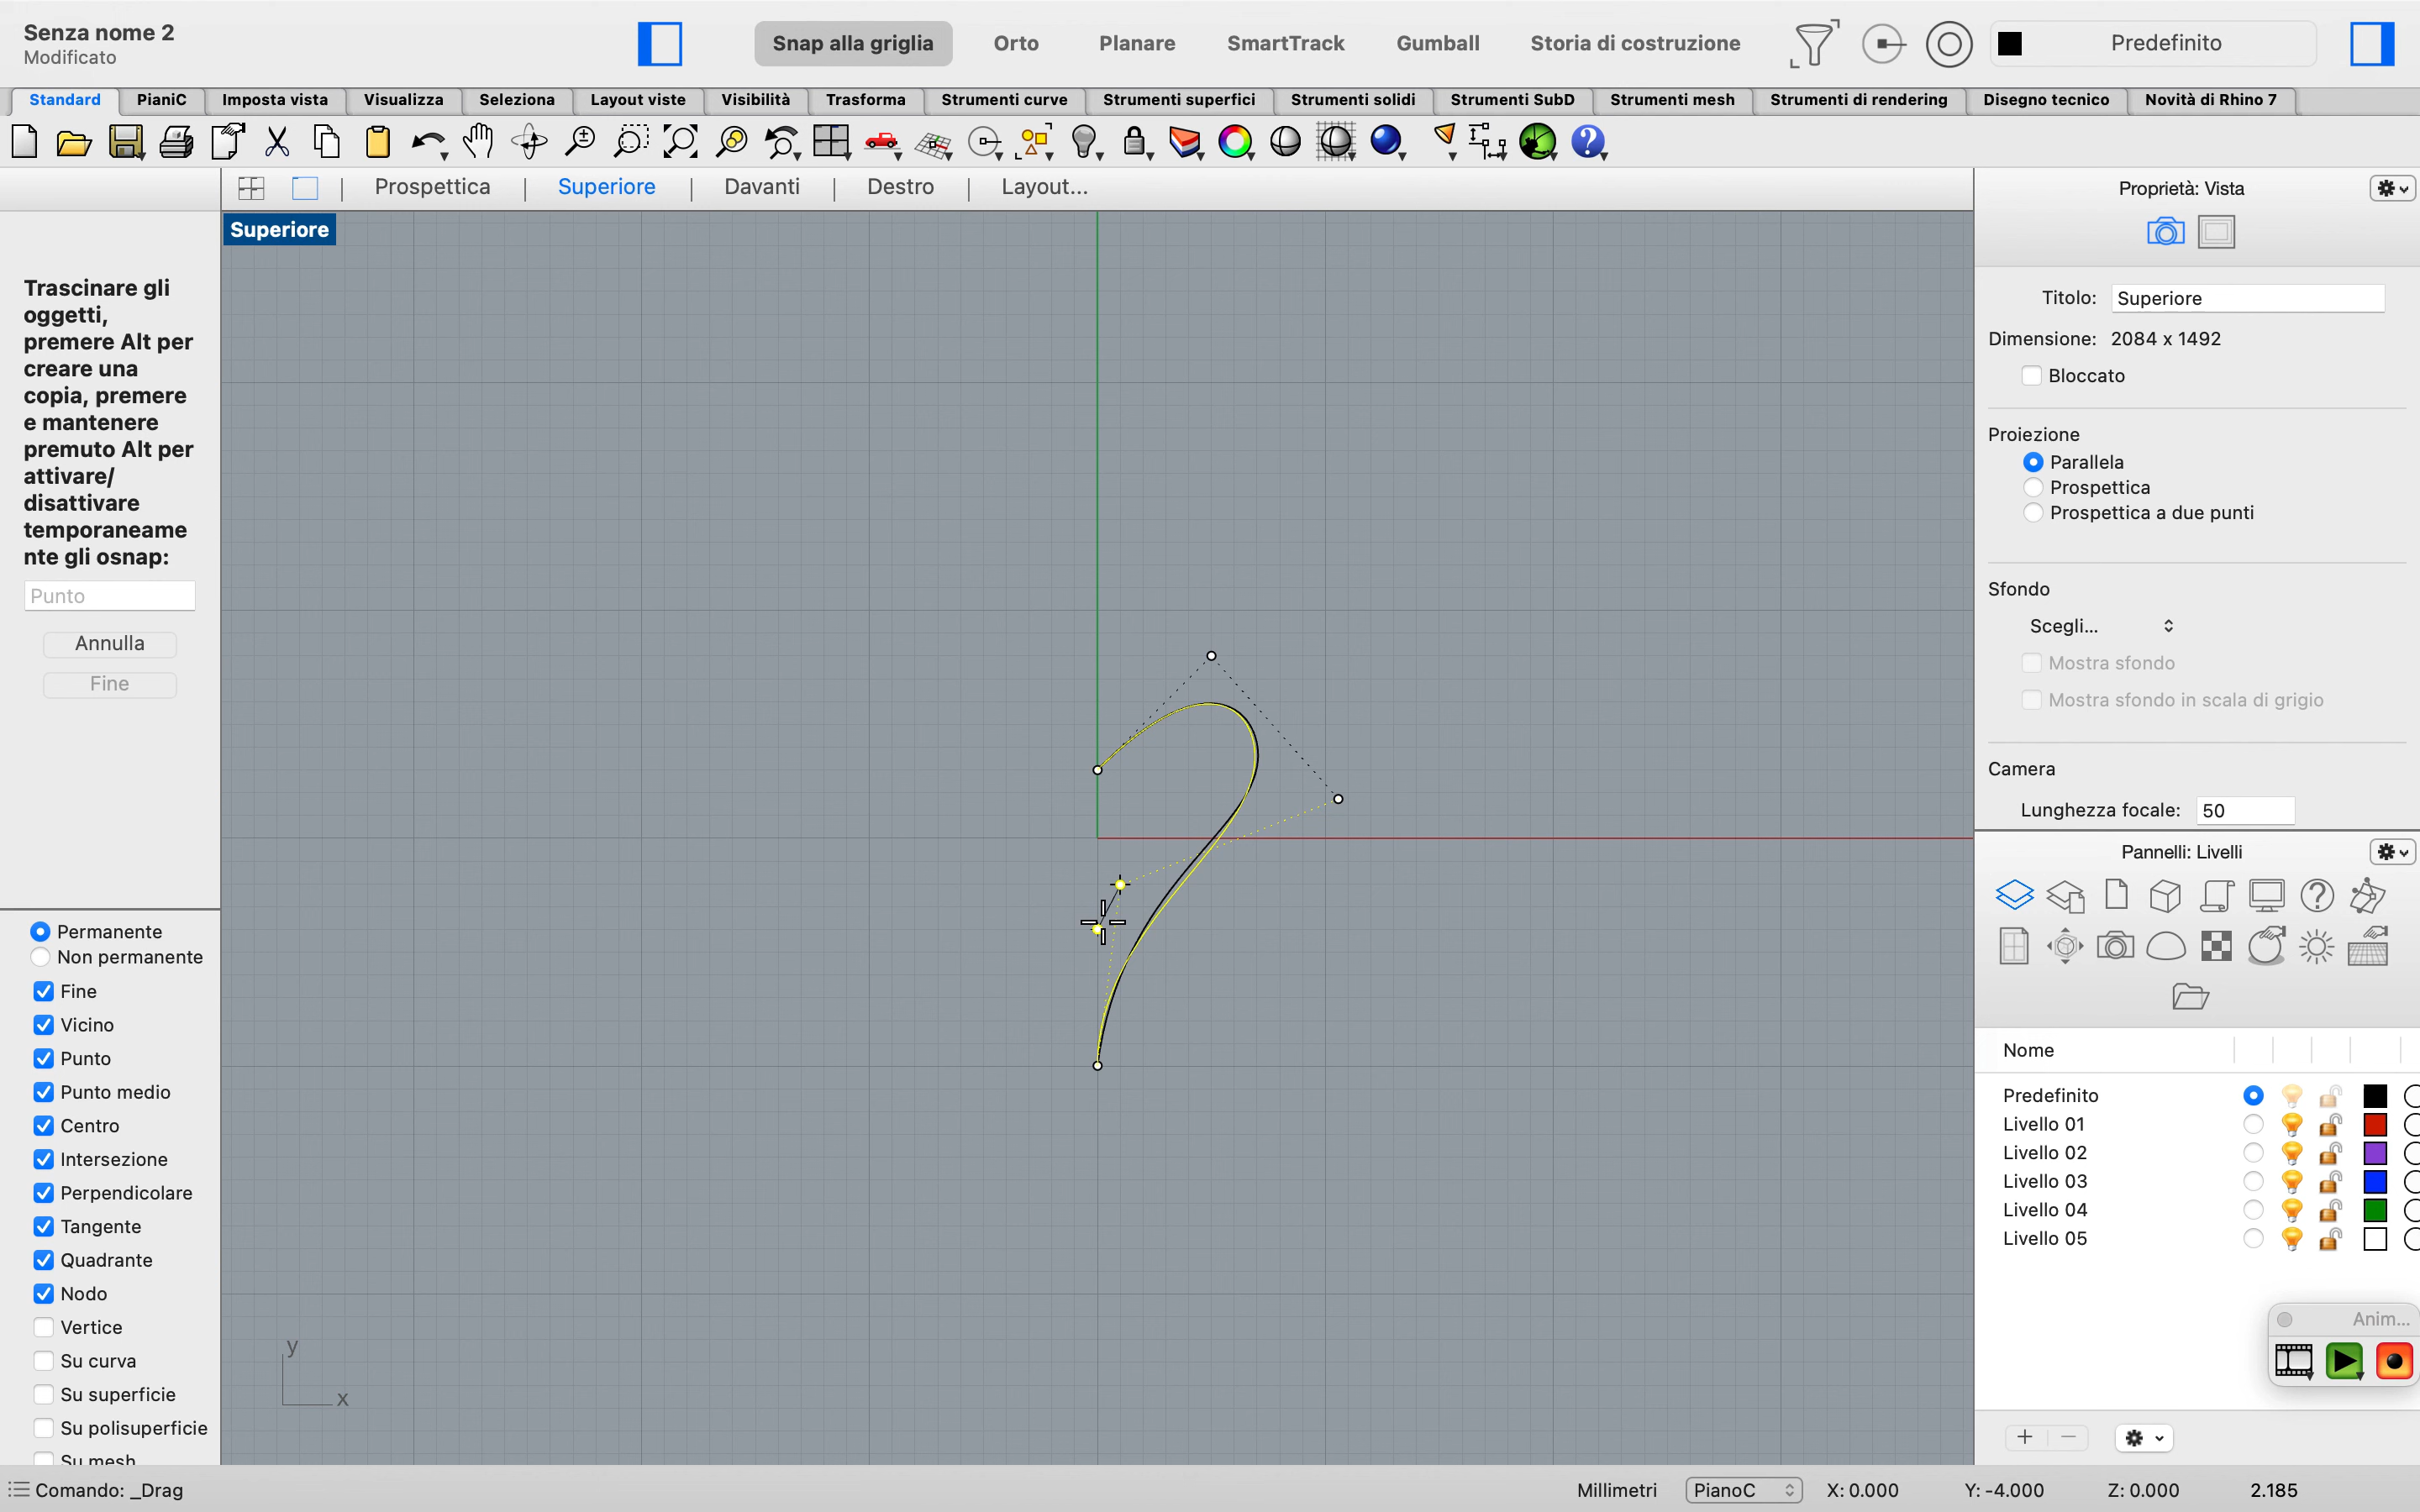 Senza nome 2
Modificato
Snap alla griglia
Orto
Planare
SmartTrack
Gumball
Storia di costruzione
Predefinito
Standard
PianiC
Imposta vista
Visualizza
Seleziona
Layout viste
Visibilità
Trasforma
Strumenti curve
Strumenti superfici
Strumenti solidi
Strumenti SubD
Strumenti mesh
Strumenti di rendering
Disegno tecnico
Novità di Rhino 7
Prospettica
Superiore
Davanti
Destro
Layout...
Superiore
Trascinare gli
oggetti,
premere Alt per
creare una
copia, premere
e mantenere
premuto Alt per
attivare/
disattivare
temporaneame
nte gli osnap:
Punto
Annulla
Fine
Permanente
Non permanente
Fine
Vicino
Punto
Punto medio
Centro
Intersezione
Perpendicolare
Tangente
Quadrante
Nodo
Vertice
Su curva
Su superficie
Su polisuperficie
Su mesh
y
x
Proprietà: Vista
Titolo: Superiore
Dimensione: 2084 x 1492
Bloccato
Proiezione
Parallela
Prospettica
Prospettica a due punti
Sfondo
Scegli...
Mostra sfondo
Mostra sfondo in scala di grigio
Camera
Lunghezza focale: 50
Pannelli: Livelli
Nome
Predefinito
Livello 01
Livello 02
Livello 03
Livello 04
Livello 05
Anim...
Comando: _Drag
Millimetri
PianoC
X: 0.000
Y: -4.000
Z: 0.000
2.185